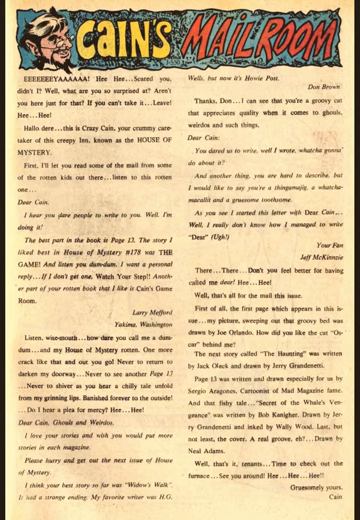 CAIN'S MAILROOM
EEEEEEYAAAAAA! Hee Hee...Scared you,
didn't I? Well, what are you so surprised at? Aren't
you here just for that? If you can't take it...Leave!
Hee...Hee!
Hallo dere...this is Crazy Cain, your crummy care-
taker of this creepy Inn, known as the HOUSE OF
MYSTERY.
First, I'll let you read some of the mail from some
of the rotten kids out there...listen to this rotten
one...
Dear Cain,
I hear you dare people to write to you. Well, I'm
doing it!
The best part in the book is Page 13. The story I
liked best in House of Mystery #178 was THE
GAME! And listen you dum-dum, I want a personal
reply...If I don't get one, Watch Your Step!! Anoth-
er part of your rotten book that I like is Cain's Game
Room.
Larry Mefford
Yakima, Washington
Listen, wise-mouth...how dare you call me a dum-
dum...and my House of Mystery rotten. One more
crack like that and out you go! Never to return to
darken my doorway...Never to see another Page 13
...Never to shiver as you hear a chilly tale unfold
from my grinning lips. Banished forever to the outside!
...Do I hear a plea for mercy? Hee...Hee!
Dear Cain, Ghouls and Weirdos,
I love your stories and wish you would put more
stories in each magazine.
Please hurry and get out the next issue of House
of Mystery.
I think your best story so far was "Widow's Walk".
It had a strange ending. My favorite writer was H.G.
Wells, but now it's Howie Post.
Don Brown
Thanks, Don...I can see that you're a groovy cat
that appreciates quality when it comes to ghouls,
weirdos and such things.
Dear Cain:
You dared us to write, well I wrote, whatcha gonna'
do about it?
And another thing, you are hard to describe, but
I would like to say you're a thingumajig, a whatcha-
macallit and a gruesome toothsome.
As you see I started this letter with Dear Cain...
Well, I really don't know how I managed to write
"Dear" (Ugh!)
Your Fan
Jeff McKinzie
There...There...Don't you feel better for having
called me dear? Hee...Hee!
Well, that's all for the mail this issue.
First of all, the first page which appears in this is-
sue...my picture, sweeping out that groovy bed was
drawn by Joe Orlando. How did you like the cat "Os-
car" behind me?
The next story called "The Haunting" was written
by Jack Oleck and drawn by Jerry Grandenetti.
Page 13 was written and drawn especially for us by
Sergio Aragones, Cartoonist of Mad Magazine fame.
And that fishy tale..."Secret of the Whale's Ven-
geance" was written by Bob Kanigher. Drawn by Jer-
ry Grandenetti and inked by Wally Wood. Last, but
not least, the cover. A real groove, eh?...Drawn by
Neal Adams.
Well, that's it, tenants...Time to check out the
furnace...See you around! Hee...Hee...Hee!!
Gruesomely yours,
Cain